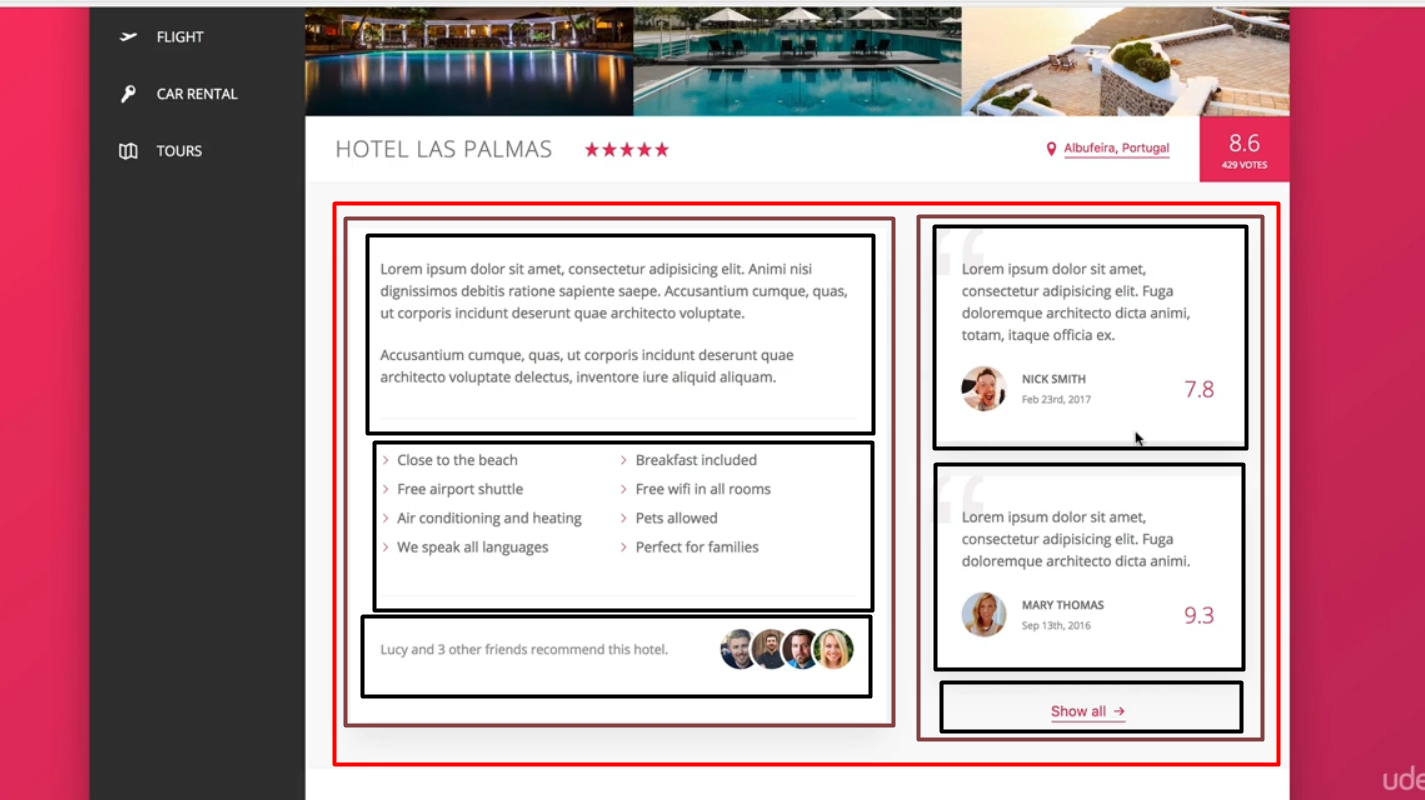 FLIGHT
CAR RENTAL
TOURS
HOTEL LAS PALMAS
Albufeira, Portugal
8.6
429 VOTES
Lorem ipsum dolor sit amet, consectetur adipisicing elit. Animi nisi
dignissimos debitis ratione sapiente saepe. Accusantium cumque, quas,
ut corporis incidunt deserunt quae architecto voluptate.
Accusantium cumque, quas, ut corporis incidunt deserunt quae
architecto voluptate delectus, inventore iure aliquid aliquam.
Close to the beach
Breakfast included
Free airport shuttle
Free wifi in all rooms
Air conditioning and heating
Pets allowed
We speak all languages
Perfect for families
Lucy and 3 other friends recommend this hotel.
“
Lorem ipsum dolor sit amet,
consectetur adipisicing elit. Fuga
doloremque architecto dicta animi,
totam, itaque officia ex.
NICK SMITH
Feb 23rd, 2017
7.8
“
Lorem ipsum dolor sit amet,
consectetur adipisicing elit. Fuga
doloremque architecto dicta animi.
MARY THOMAS
Sep 13th, 2016
9.3
Show all →